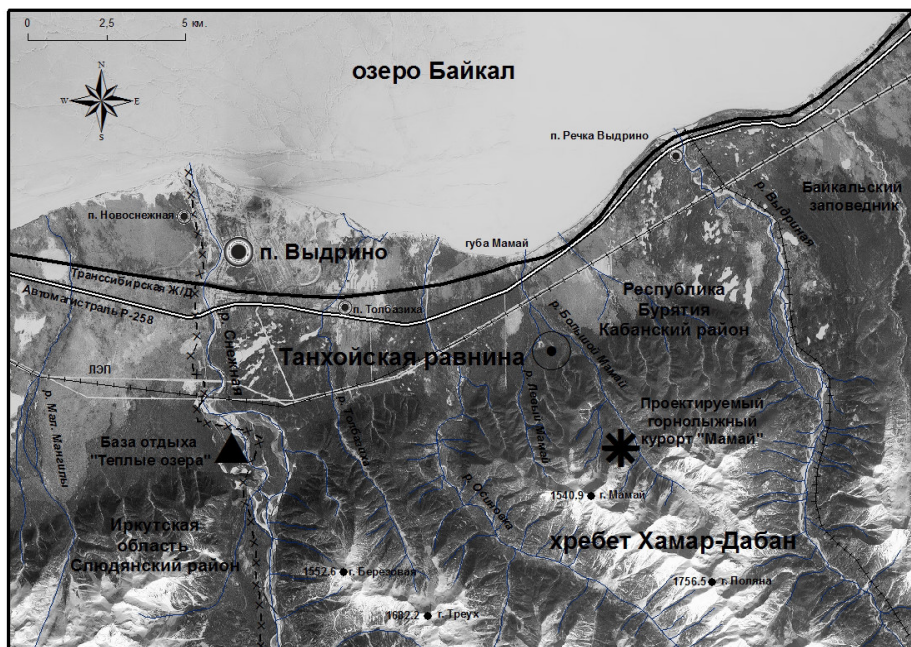 0 2,5 5 км.
озеро Байкал
N
W E
S
п. Речка Выдрино
Байкальский
заповедник
р. Выдриная
п. Новоснежная
п. Выдрино
губа Мамай
Транссибирская Ж/Д
Автомагистраль Р-258
п. Толбазиха
Республика
Бурятия
Кабанский район
р. Снежная
Танхойская равнина
р. Большой Мамай
ЛЭП
р. Мал. Мангилы
р. Левый Мамай
р. Толбазиха
Проектируемый
горнолыжный
курорт "Мамай"
База отдыха
"Теплые озера"
р. Осиновка
1540.9 г. Мамай
Иркутская
область
Слюдянский район
хребет Хамар-Дабан
1552.6 г. Березовая
1756.5 г. Поляна
1682.2 г. Треух